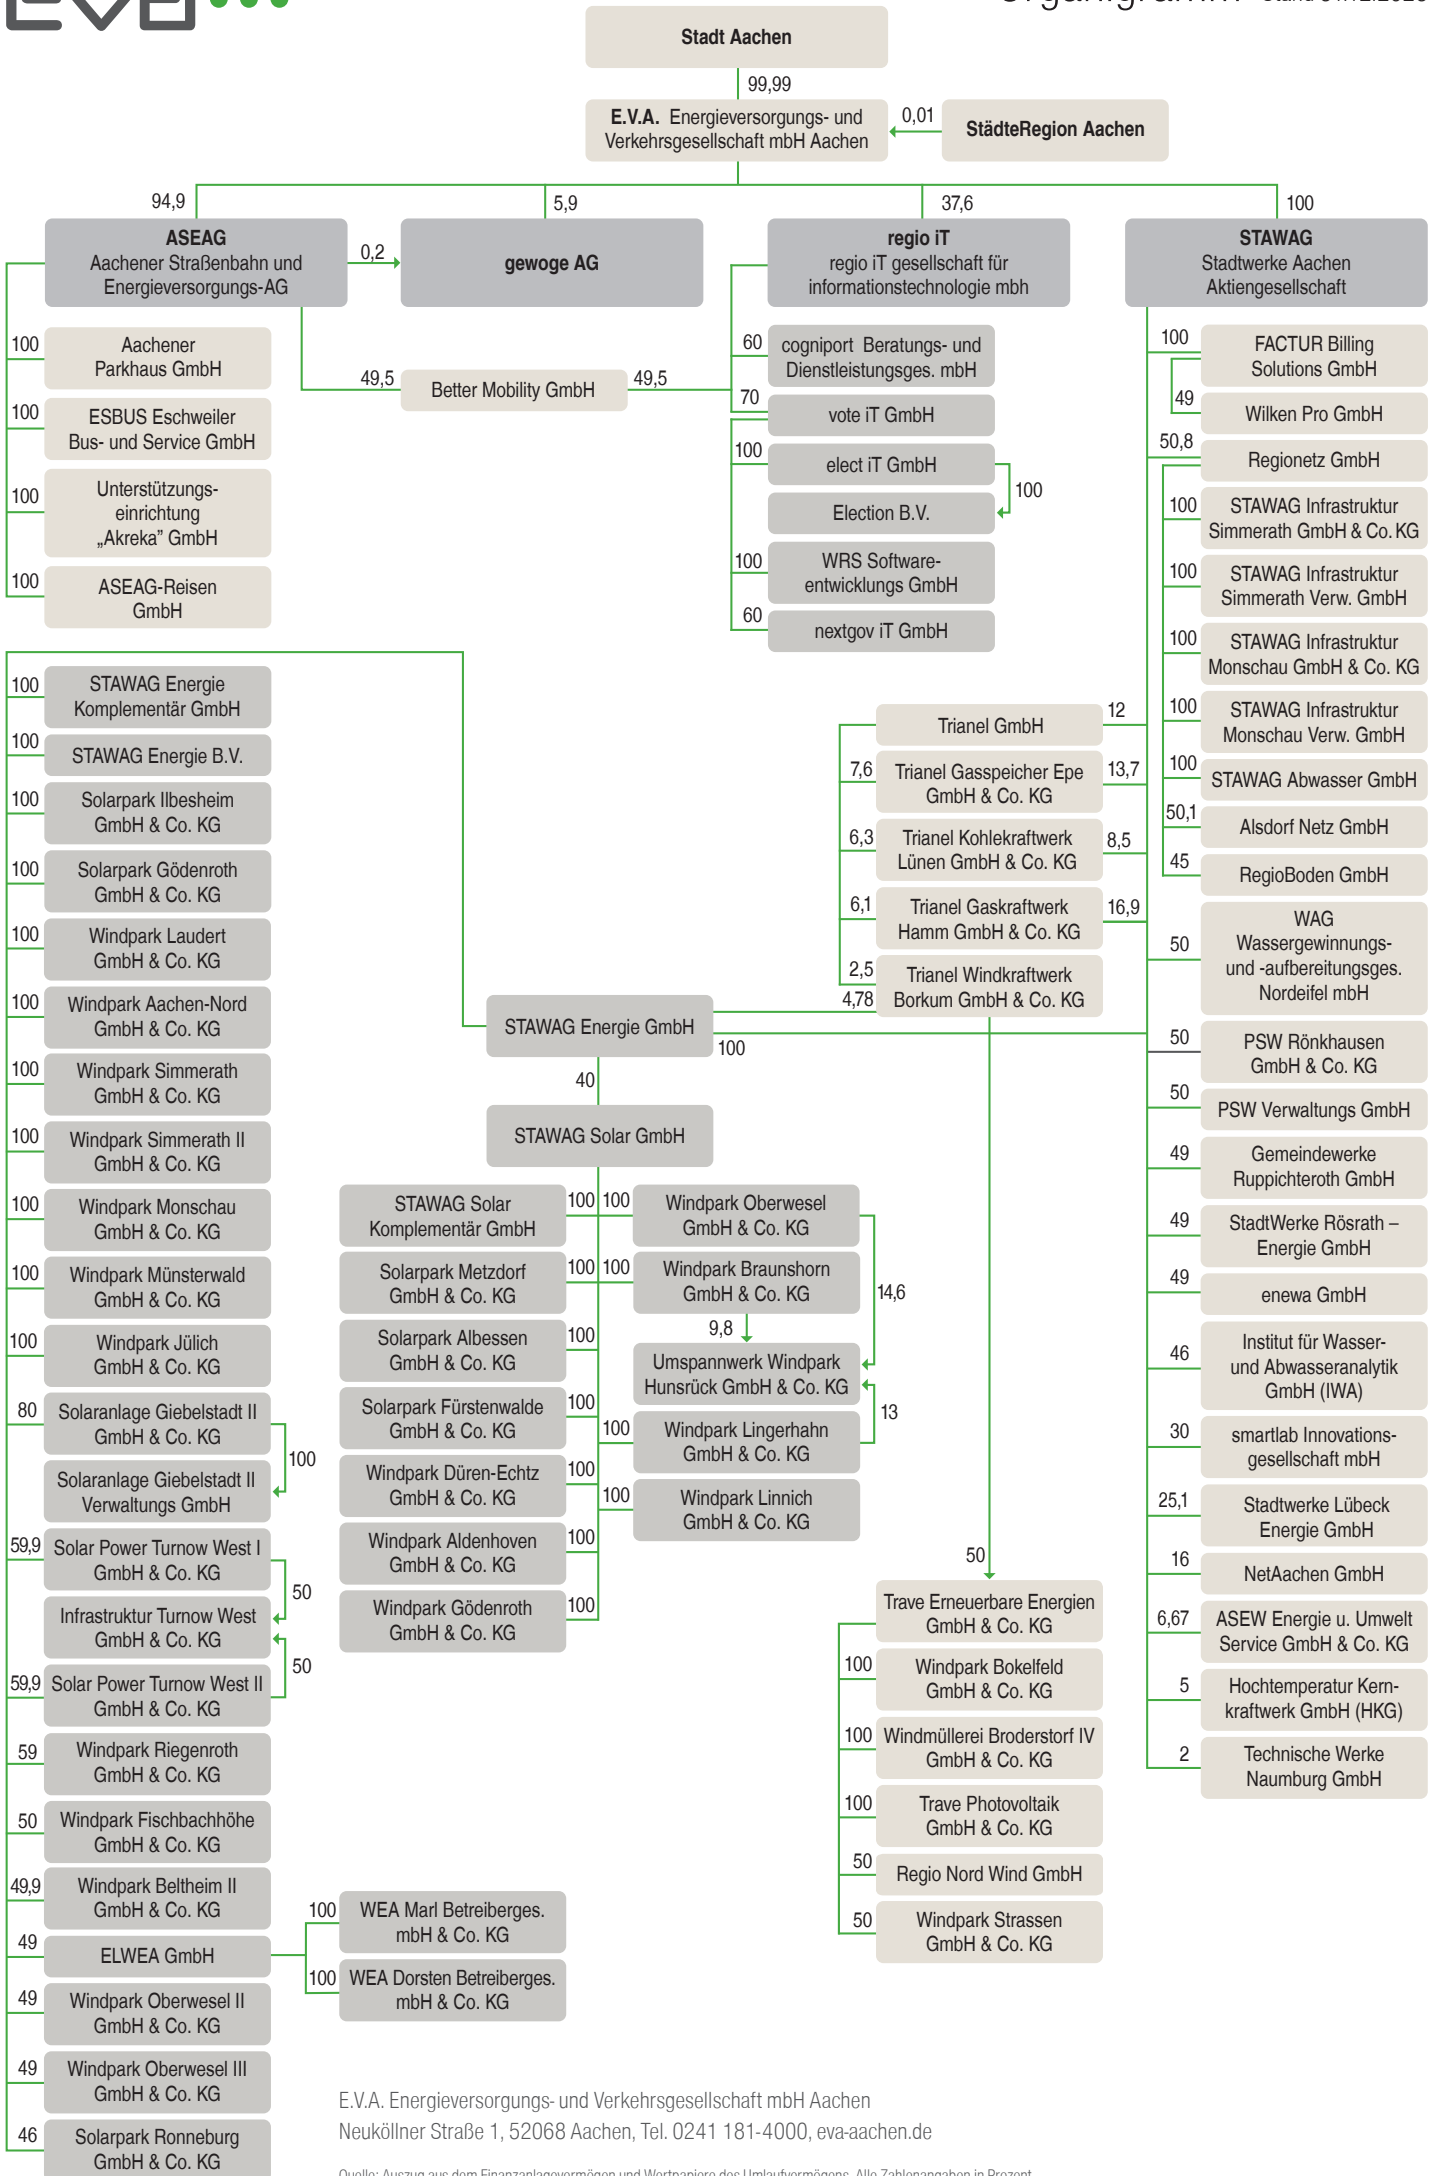 eva
Organigramm
Stadt Aachen
99,99
E.V.A. Energieversorgungs- und
Verkehrsgesellschaft mbH Aachen
0,01
StädteRegion Aachen
94,9
5,9
37,6
100
ASEAG
Aachener Straßenbahn und
Energieversorgungs-AG
0,2
gewoge AG
regio iT
regio iT gesellschaft für
informationstechnologie mbh
STAWAG
Stadtwerke Aachen
Aktiengesellschaft
100
Aachener
Parkhaus GmbH
100
ESBUS Eschweiler
Bus- und Service GmbH
100
Unterstützungs-
einrichtung
„Akreka” GmbH
100
ASEAG-Reisen
GmbH
49,5
Better Mobility GmbH
49,5
60
cogniport Beratungs- und
Dienstleistungsges. mbH
70
vote iT GmbH
100
elect iT GmbH
100
Election B.V.
100
WRS Software-
entwicklungs GmbH
60
nextgov iT GmbH
100
FACTUR Billing
Solutions GmbH
49
Wilken Pro GmbH
50,8
Regionetz GmbH
100
STAWAG Infrastruktur
Simmerath GmbH & Co. KG
100
STAWAG Infrastruktur
Simmerath Verw. GmbH
100
STAWAG Infrastruktur
Monschau GmbH & Co. KG
100
STAWAG Infrastruktur
Monschau Verw. GmbH
100
STAWAG Abwasser GmbH
50,1
Alsdorf Netz GmbH
45
RegioBoden GmbH
50
WAG
Wassergewinnungs-
und -aufbereitungsges.
Nordeifel mbH
50
PSW Rönkhausen
GmbH & Co. KG
50
PSW Verwaltungs GmbH
49
Gemeindewerke
Ruppichteroth GmbH
49
StadtWerke Rösrath –
Energie GmbH
49
enewa GmbH
46
Institut für Wasser-
und Abwasseranalytik
GmbH (IWA)
30
smartlab Innovations-
gesellschaft mbH
25,1
Stadtwerke Lübeck
Energie GmbH
16
NetAachen GmbH
6,67
ASEW Energie u. Umwelt
Service GmbH & Co. KG
5
Hochtemperatur Kern-
kraftwerk GmbH (HKG)
2
Technische Werke
Naumburg GmbH
Trianel GmbH
12
7,6
Trianel Gasspeicher Epe
GmbH & Co. KG
13,7
6,3
Trianel Kohlekraftwerk
Lünen GmbH & Co. KG
8,5
6,1
Trianel Gaskraftwerk
Hamm GmbH & Co. KG
16,9
2,5
4,78
Trianel Windkraftwerk
Borkum GmbH & Co. KG
STAWAG Energie GmbH
100
40
STAWAG Solar GmbH
STAWAG Solar
Komplementär GmbH
100
100
Windpark Oberwesel
GmbH & Co. KG
Solarpark Metzdorf
GmbH & Co. KG
100
100
Windpark Braunshorn
GmbH & Co. KG
14,6
9,8
Solarpark Albessen
GmbH & Co. KG
100
Umspannwerk Windpark
Hunsrück GmbH & Co. KG
Solarpark Fürstenwalde
GmbH & Co. KG
100
100
Windpark Lingerhahn
GmbH & Co. KG
13
Windpark Düren-Echtz
GmbH & Co. KG
100
100
Windpark Linnich
GmbH & Co. KG
Windpark Aldenhoven
GmbH & Co. KG
100
Windpark Gödenroth
GmbH & Co. KG
100
50
Trave Erneuerbare Energien
GmbH & Co. KG
100
Windpark Bokelfeld
GmbH & Co. KG
100
Windmüllerei Broderstorf IV
GmbH & Co. KG
100
Trave Photovoltaik
GmbH & Co. KG
50
Regio Nord Wind GmbH
50
Windpark Strassen
GmbH & Co. KG
100
STAWAG Energie
Komplementär GmbH
100
STAWAG Energie B.V.
100
Solarpark Ilbesheim
GmbH & Co. KG
100
Solarpark Gödenroth
GmbH & Co. KG
100
Windpark Laudert
GmbH & Co. KG
100
Windpark Aachen-Nord
GmbH & Co. KG
100
Windpark Simmerath
GmbH & Co. KG
100
Windpark Simmerath II
GmbH & Co. KG
100
Windpark Monschau
GmbH & Co. KG
100
Windpark Münsterwald
GmbH & Co. KG
100
Windpark Jülich
GmbH & Co. KG
80
Solaranlage Giebelstadt II
GmbH & Co. KG
100
Solaranlage Giebelstadt II
Verwaltungs GmbH
59,9
Solar Power Turnow West I
GmbH & Co. KG
50
Infrastruktur Turnow West
GmbH & Co. KG
50
59,9
Solar Power Turnow West II
GmbH & Co. KG
59
Windpark Riegenroth
GmbH & Co. KG
50
Windpark Fischbachhöhe
GmbH & Co. KG
49,9
Windpark Beltheim II
GmbH & Co. KG
49
ELWEA GmbH
100
WEA Marl Betreiberges.
mbH & Co. KG
100
WEA Dorsten Betreiberges.
mbH & Co. KG
49
Windpark Oberwesel II
GmbH & Co. KG
49
Windpark Oberwesel III
GmbH & Co. KG
46
Solarpark Ronneburg
GmbH & Co. KG
E.V.A. Energieversorgungs- und Verkehrsgesellschaft mbH Aachen
Neuköllner Straße 1, 52068 Aachen, Tel. 0241 181-4000, eva-aachen.de
Quelle: Auszug aus dem Finanzanlagevermögen und Wertpapiere des Umlaufvermögens. Alle Zahlenangaben in Prozent